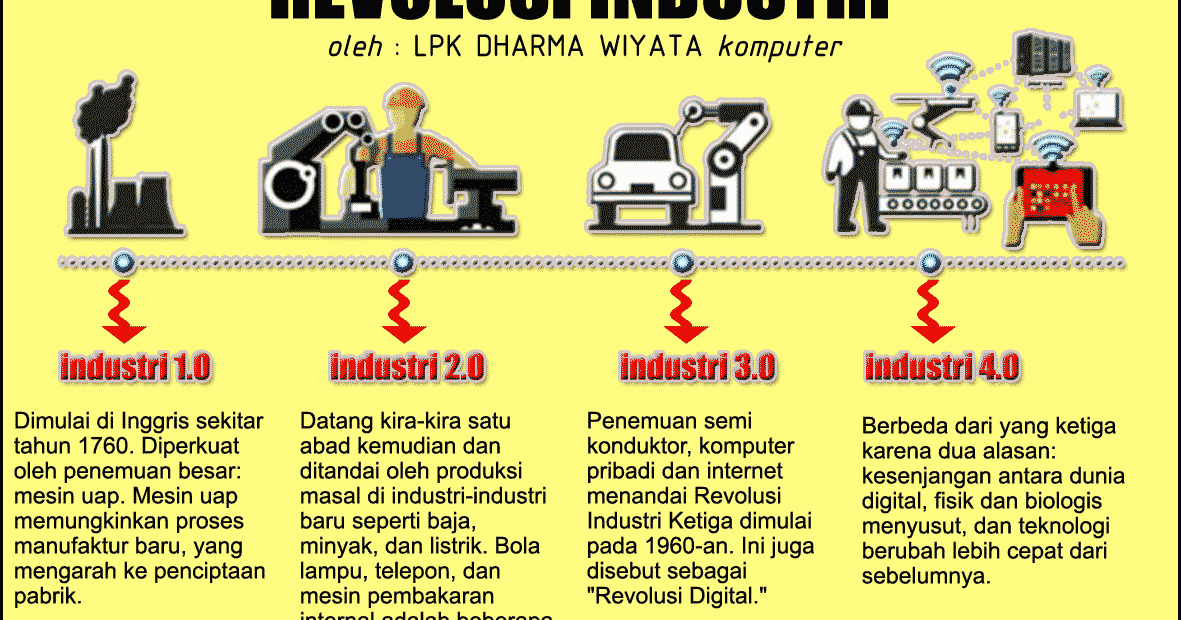 REVOLUSI INDUSTRI
oleh : LPK DHARMA WIYATA komputer
industri 1.0
Dimulai di Inggris sekitar
tahun 1760. Diperkuat
oleh penemuan besar:
mesin uap. Mesin uap
memungkinkan proses
manufaktur baru, yang
mengarah ke penciptaan
pabrik.
industri 2.0
Datang kira-kira satu
abad kemudian dan
ditandai oleh produksi
masal di industri-industri
baru seperti baja,
minyak, dan listrik. Bola
lampu, telepon, dan
mesin pembakaran
internal adalah beberapa
industri 3.0
Penemuan semi
konduktor, komputer
pribadi dan internet
menandai Revolusi
Industri Ketiga dimulai
pada 1960-an. Ini juga
disebut sebagai
"Revolusi Digital."
industri 4.0
Berbeda dari yang ketiga
karena dua alasan:
kesenjangan antara dunia
digital, fisik dan biologis
menyusut, dan teknologi
berubah lebih cepat dari
sebelumnya.